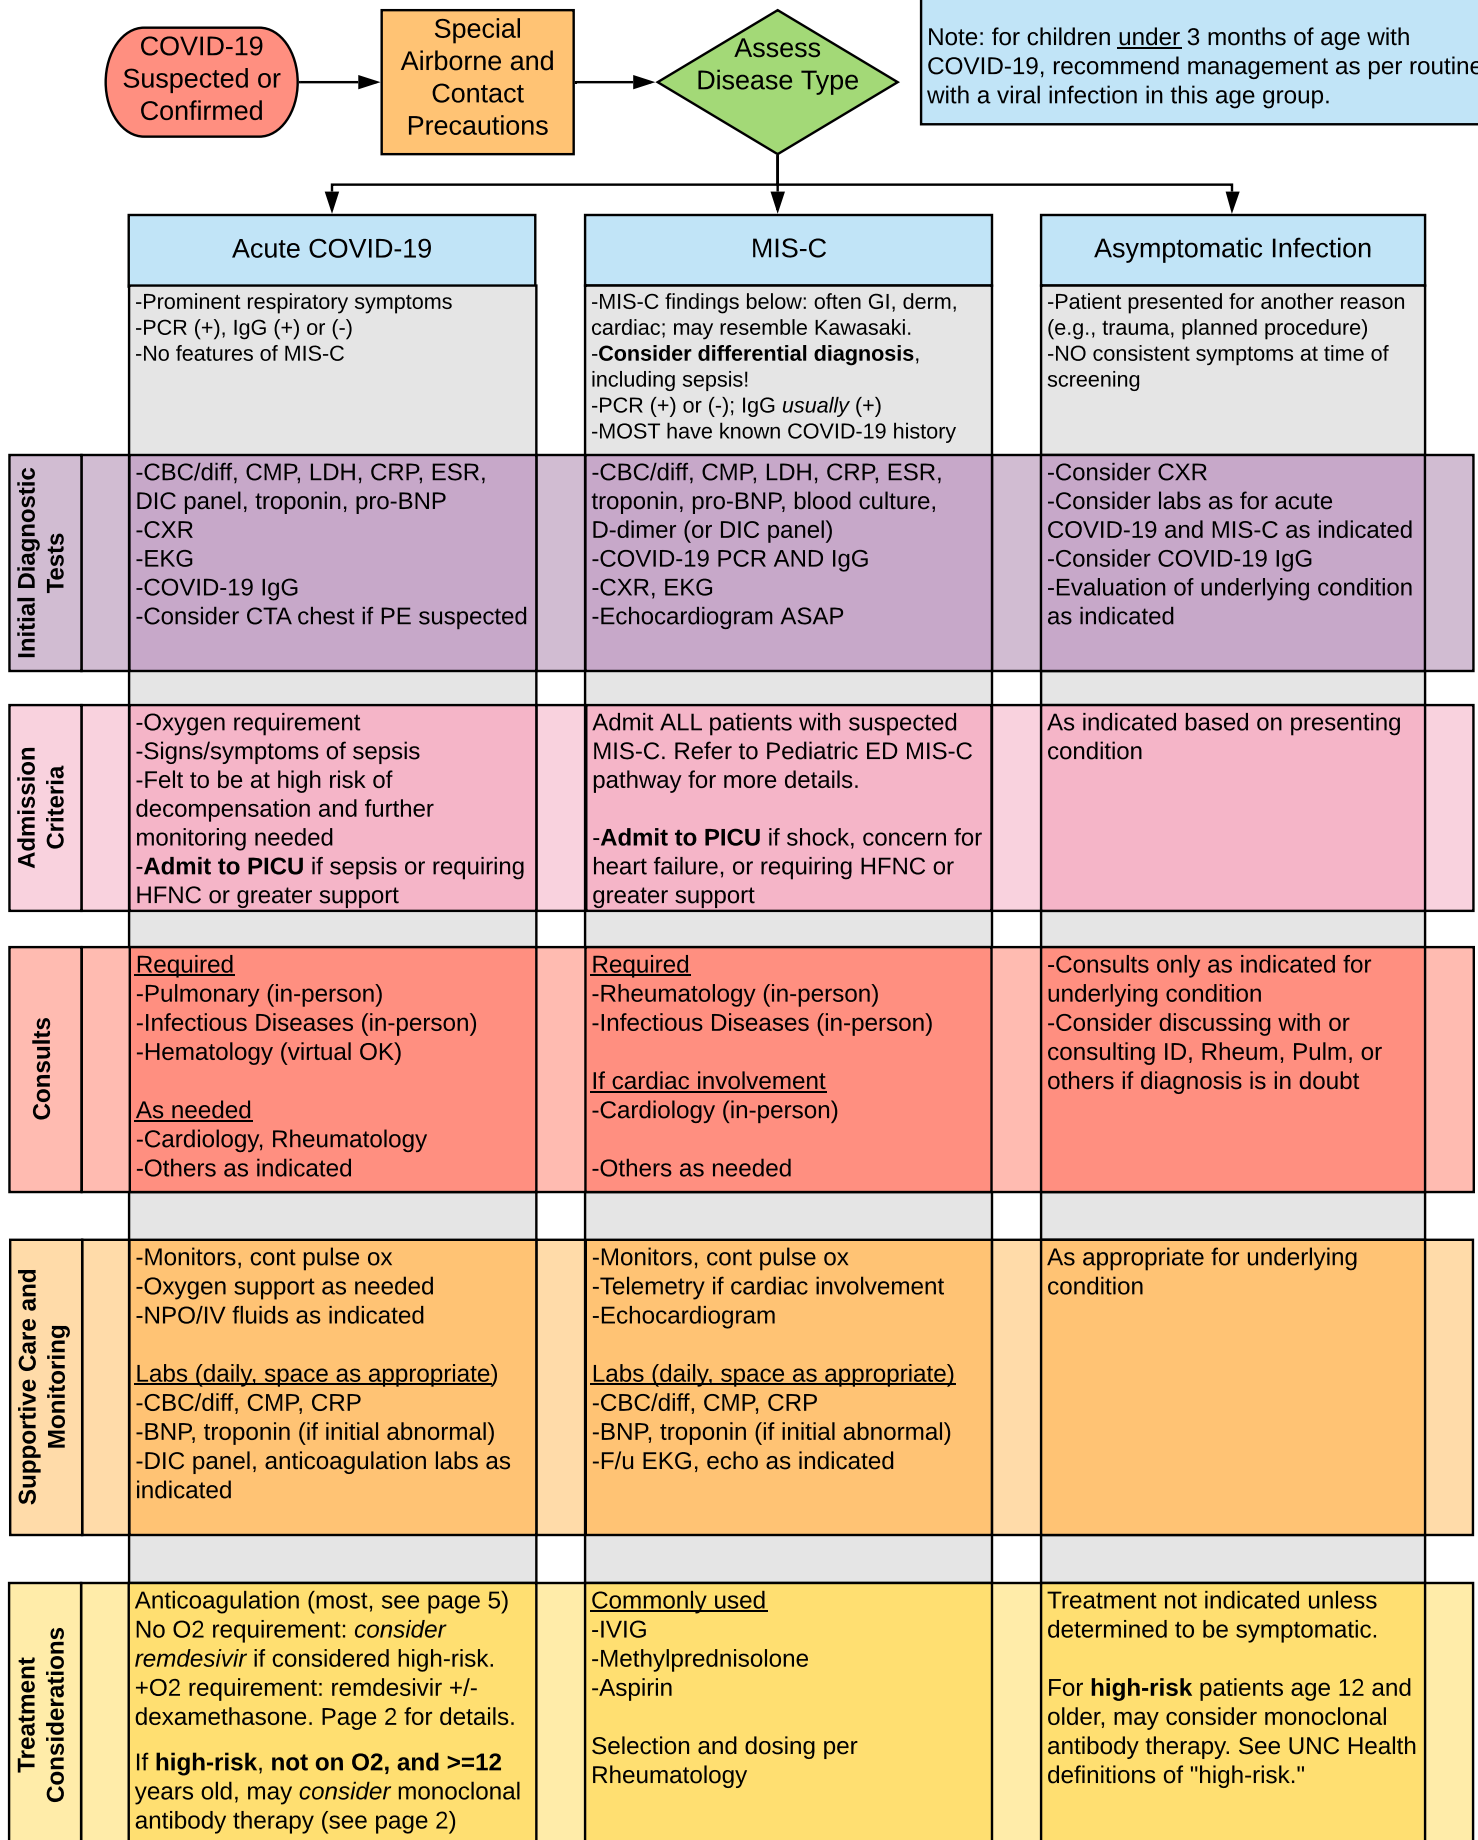 COVID-19
Suspected or
Confirmed
Special
Airborne and
Contact
Precautions
Assess
Disease Type
Note: for children under 3 months of age with
COVID-19, recommend management as per routine
with a viral infection in this age group.
Acute COVID-19
-Prominent respiratory symptoms
-PCR (+), IgG (+) or (-)
-No features of MIS-C
MIS-C
-MIS-C findings below: often GI, derm,
cardiac; may resemble Kawasaki.
-Consider differential diagnosis,
including sepsis!
-PCR (+) or (-); IgG usually (+)
-MOST have known COVID-19 history
Asymptomatic Infection
-Patient presented for another reason
(e.g., trauma, planned procedure)
-NO consistent symptoms at time of
screening
Initial Diagnostic
Tests
-CBC/diff, CMP, LDH, CRP, ESR,
DIC panel, troponin, pro-BNP
-CXR
-EKG
-COVID-19 IgG
-Consider CTA chest if PE suspected
-CBC/diff, CMP, LDH, CRP, ESR,
troponin, pro-BNP, blood culture,
D-dimer (or DIC panel)
-COVID-19 PCR AND IgG
-CXR, EKG
-Echocardiogram ASAP
-Consider CXR
-Consider labs as for acute
COVID-19 and MIS-C as indicated
-Consider COVID-19 IgG
-Evaluation of underlying condition
as indicated
Admission
Criteria
-Oxygen requirement
-Signs/symptoms of sepsis
-Felt to be at high risk of
decompensation and further
monitoring needed
-Admit to PICU if sepsis or requiring
HFNC or greater support
Admit ALL patients with suspected
MIS-C. Refer to Pediatric ED MIS-C
pathway for more details.
-Admit to PICU if shock, concern for
heart failure, or requiring HFNC or
greater support
As indicated based on presenting
condition
Consults
Required
-Pulmonary (in-person)
-Infectious Diseases (in-person)
-Hematology (virtual OK)
As needed
-Cardiology, Rheumatology
-Others as indicated
Required
-Rheumatology (in-person)
-Infectious Diseases (in-person)
If cardiac involvement
-Cardiology (in-person)
-Others as needed
-Consults only as indicated for
underlying condition
-Consider discussing with or
consulting ID, Rheum, Pulm, or
others if diagnosis is in doubt
Supportive Care and
Monitoring
-Monitors, cont pulse ox
-Oxygen support as needed
-NPO/IV fluids as indicated
Labs (daily, space as appropriate)
-CBC/diff, CMP, CRP
-BNP, troponin (if initial abnormal)
-DIC panel, anticoagulation labs as
indicated
-Monitors, cont pulse ox
-Telemetry if cardiac involvement
-Echocardiogram
Labs (daily, space as appropriate)
-CBC/diff, CMP, CRP
-BNP, troponin (if initial abnormal)
-F/u EKG, echo as indicated
As appropriate for underlying
condition
Treatment
Considerations
Anticoagulation (most, see page 5)
No O2 requirement: consider
remdesivir if considered high-risk.
+O2 requirement: remdesivir +/-
dexamethasone. Page 2 for details.
If high-risk, not on O2, and >=12
years old, may consider monoclonal
antibody therapy (see page 2)
Commonly used
-IVIG
-Methylprednisolone
-Aspirin
Selection and dosing per
Rheumatology
Treatment not indicated unless
determined to be symptomatic.
For high-risk patients age 12 and
older, may consider monoclonal
antibody therapy. See UNC Health
definitions of "high-risk."